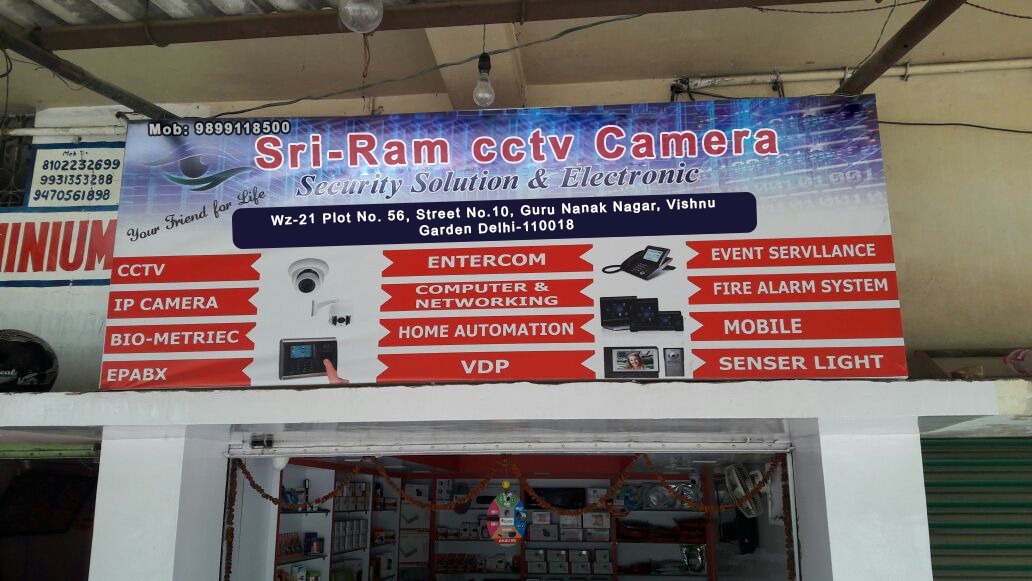 Mob: 9899118500
Sri-Ram cctv Camera
Security Solution & Electronic
Your Friend for Life
Wz-21 Plot No. 56, Street No.10, Guru Nanak Nagar, Vishnu
Garden Delhi-110018
CCTV
IP CAMERA
BIO-METRIEC
EPABX
ENTERCOM
COMPUTER &
NETWORKING
HOME AUTOMATION
VDP
EVENT SERVLLANCE
FIRE ALARM SYSTEM
MOBILE
SENSER LIGHT
8102232699
9931353288
9470561898
INIUM